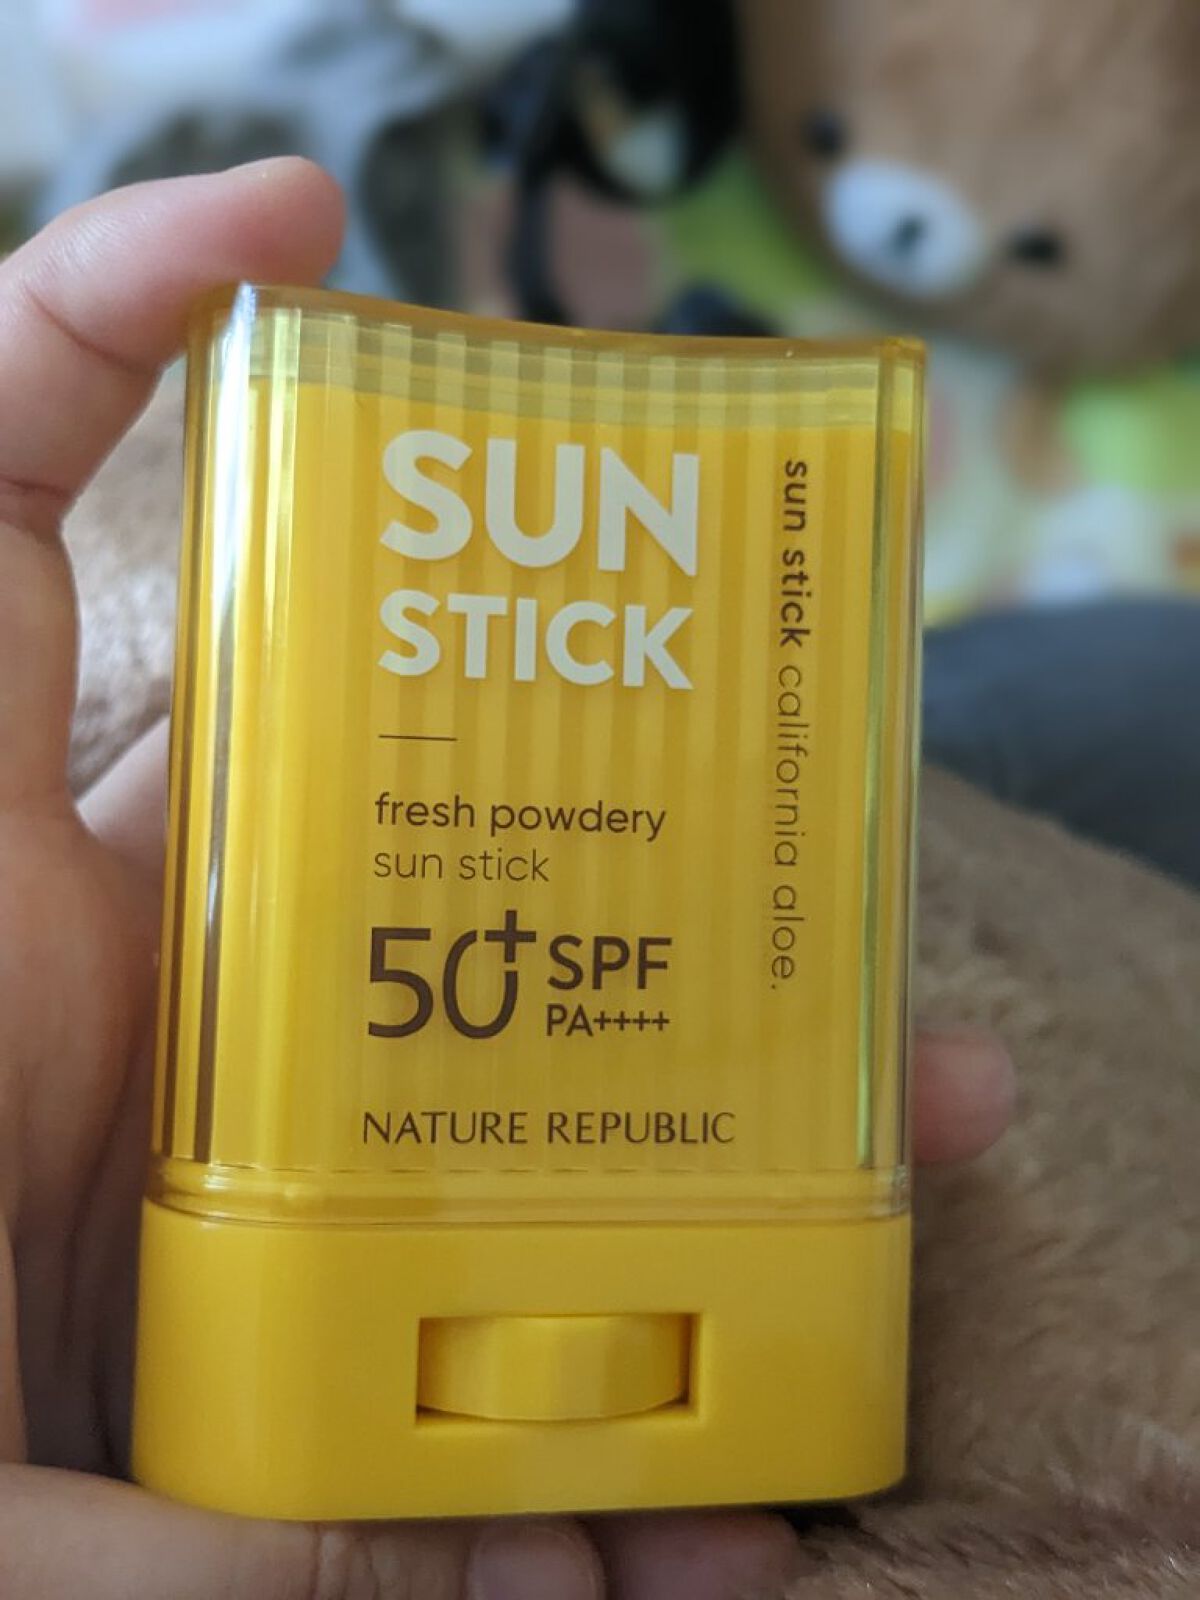 SUN
STICK
fresh powdery
sun stick
50+ SPF
PA++++
NATURE REPUBLIC
sun stick california aloe.